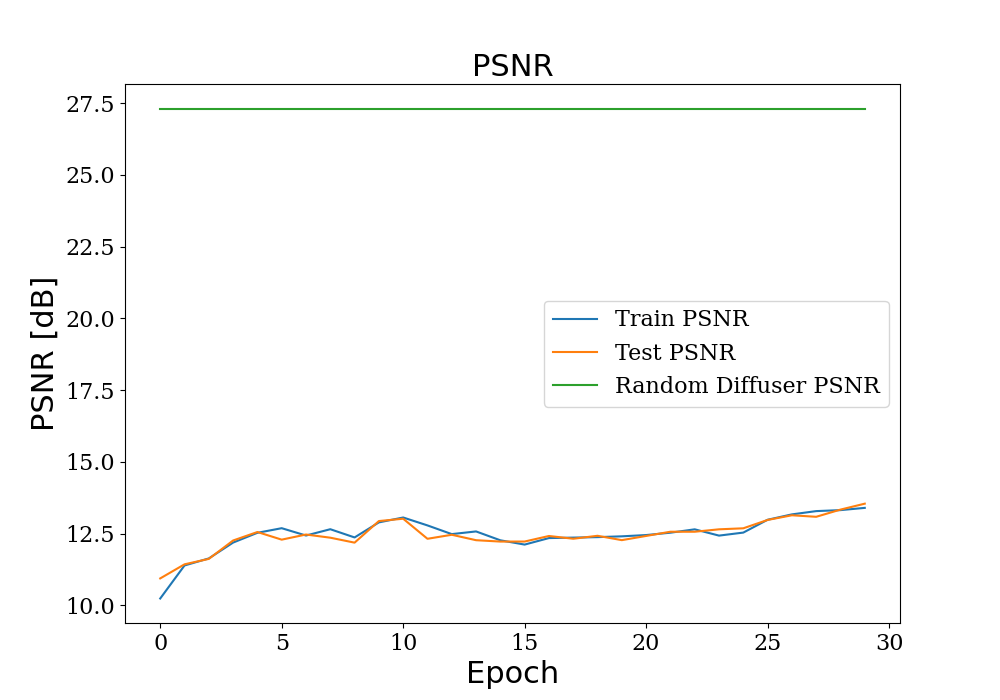 PSNR
PSNR [dB]
27.5
25.0
22.5
20.0
17.5
15.0
12.5
10.0
Train PSNR
Test PSNR
Random Diffuser PSNR
0 5 10 15 20 25 30
Epoch